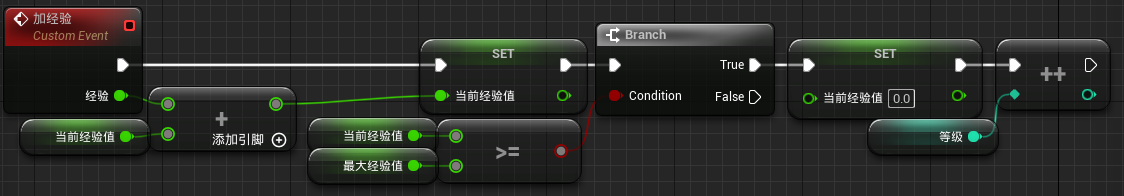 加经验
Custom Event
经验
当前经验值
+
添加引脚
SET
当前经验值
当前经验值
最大经验值
>=
Branch
True
Condition
False
SET
当前经验值 0.0
++
等级